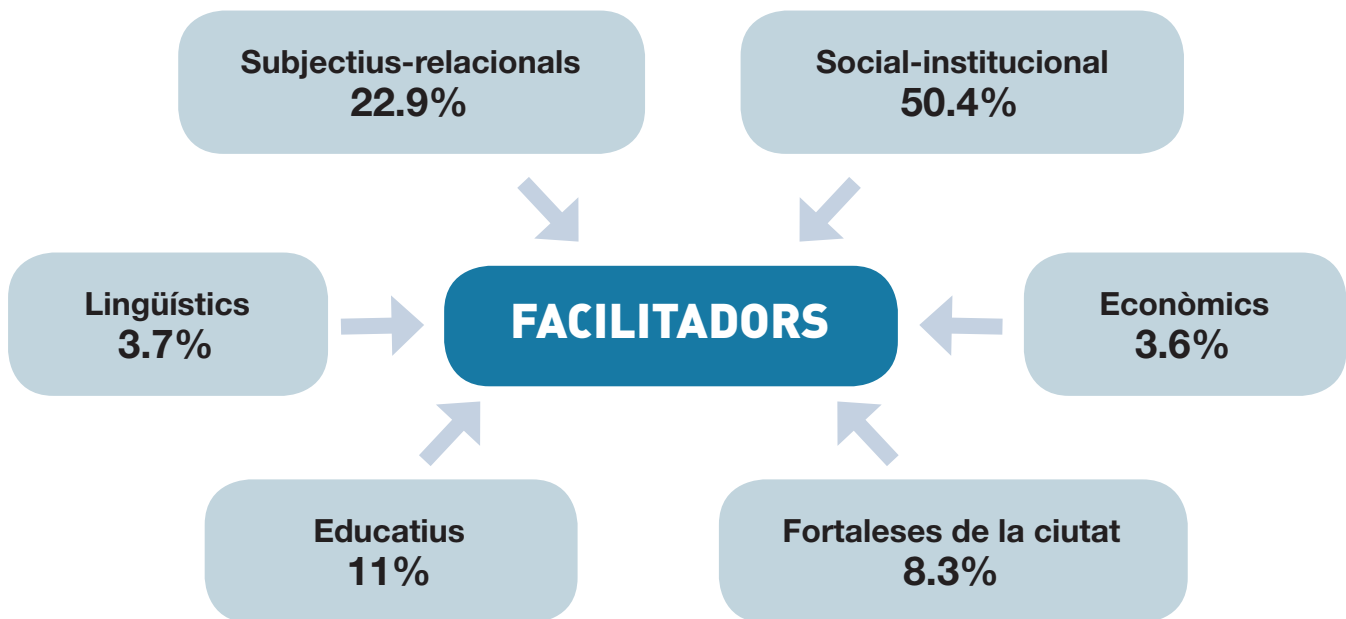 Subjectius-relacionals
22.9%
Social-institucional
50.4%
Lingüístics
3.7%
FACILITADORS
Econòmics
3.6%
Educatius
11%
Fortaleses de la ciutat
8.3%